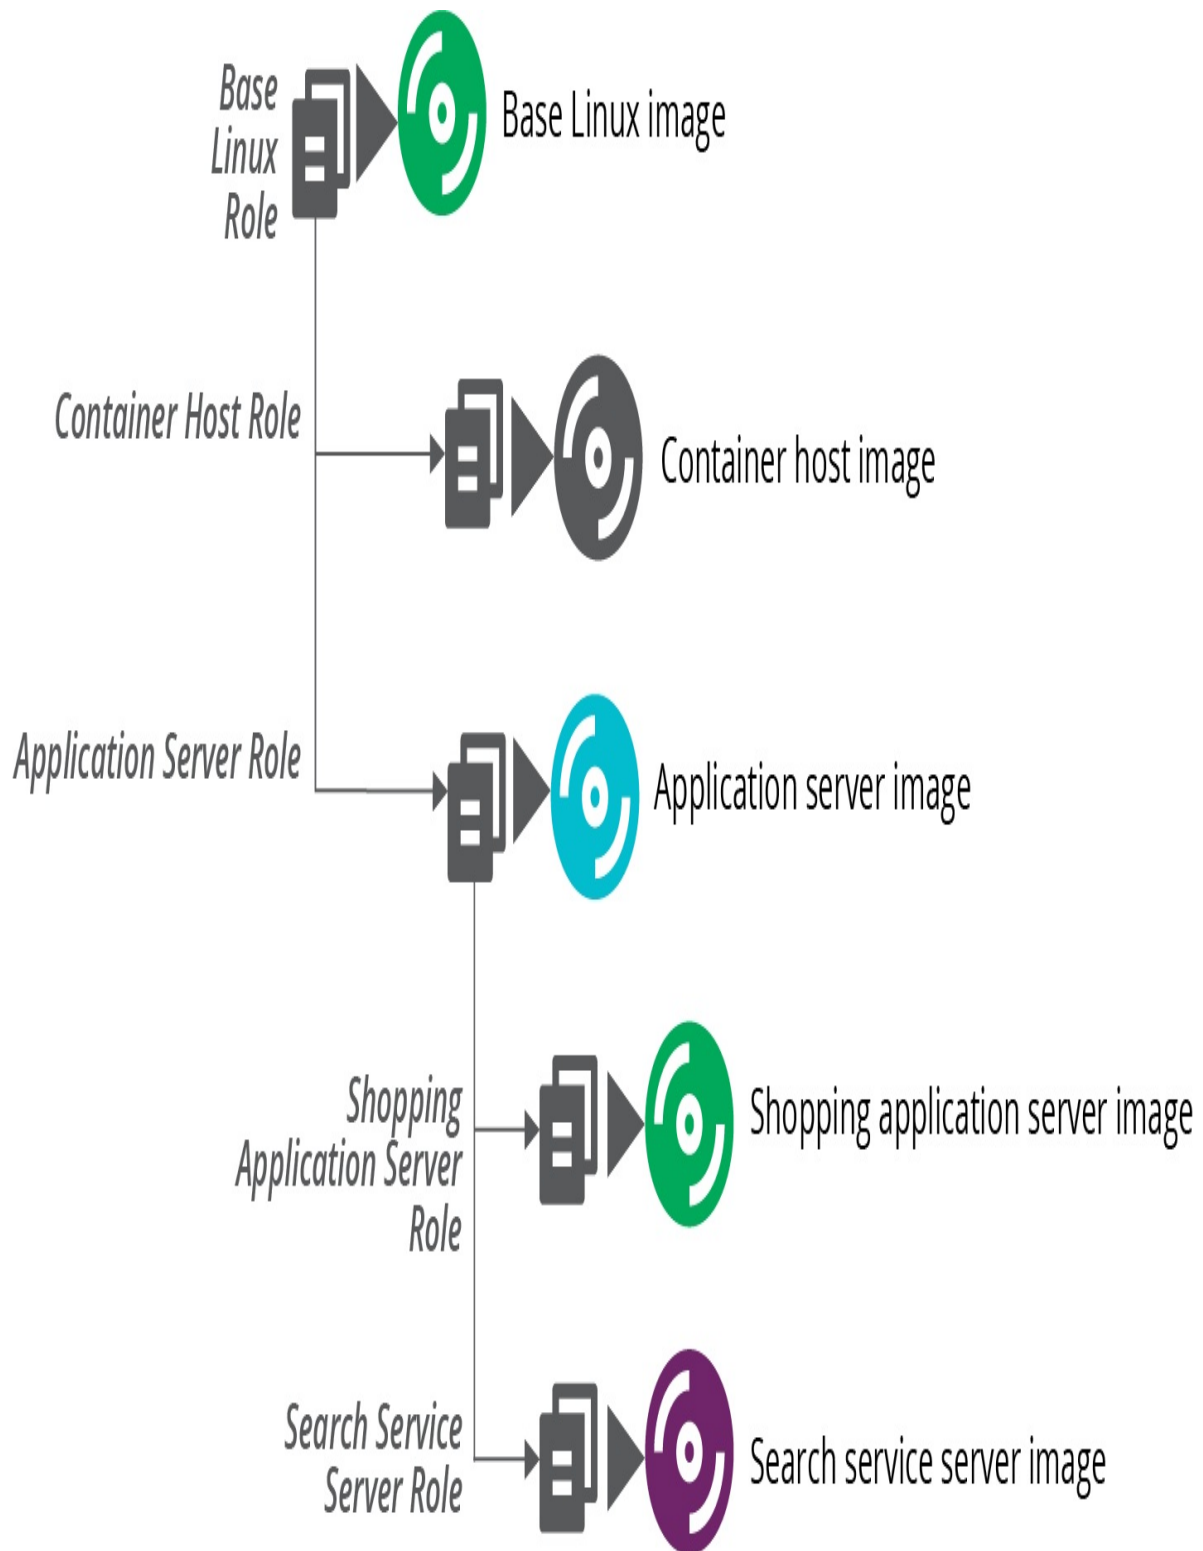 Base
Linux
Role
Base Linux image
Container Host Role
Container host image
Application Server Role
Application server image
Shopping
Application Server
Role
Shopping application server image
Search Service
Server Role
Search service server image